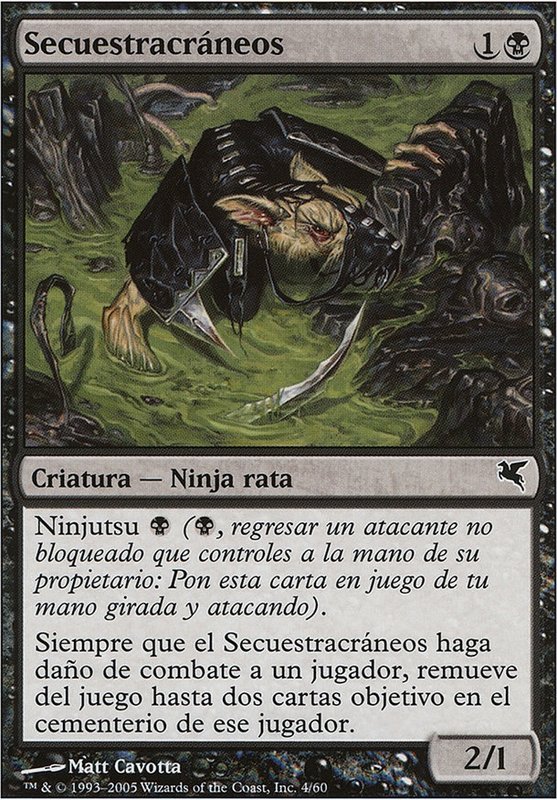 Secuestracráneos 1
Criatura — Ninja rata
Ninjutsu (, regresar un atacante no
bloqueado que controles a la mano de su
propietario: Pon esta carta en juego de tu
mano girada y atacando).
Siempre que el Secuestracráneos haga
daño de combate a un jugador, remueve
del juego hasta dos cartas objetivo en el
cementerio de ese jugador.
2/1
Matt Cavotta
™ & © 1993–2005 Wizards of the Coast, Inc. 4/60